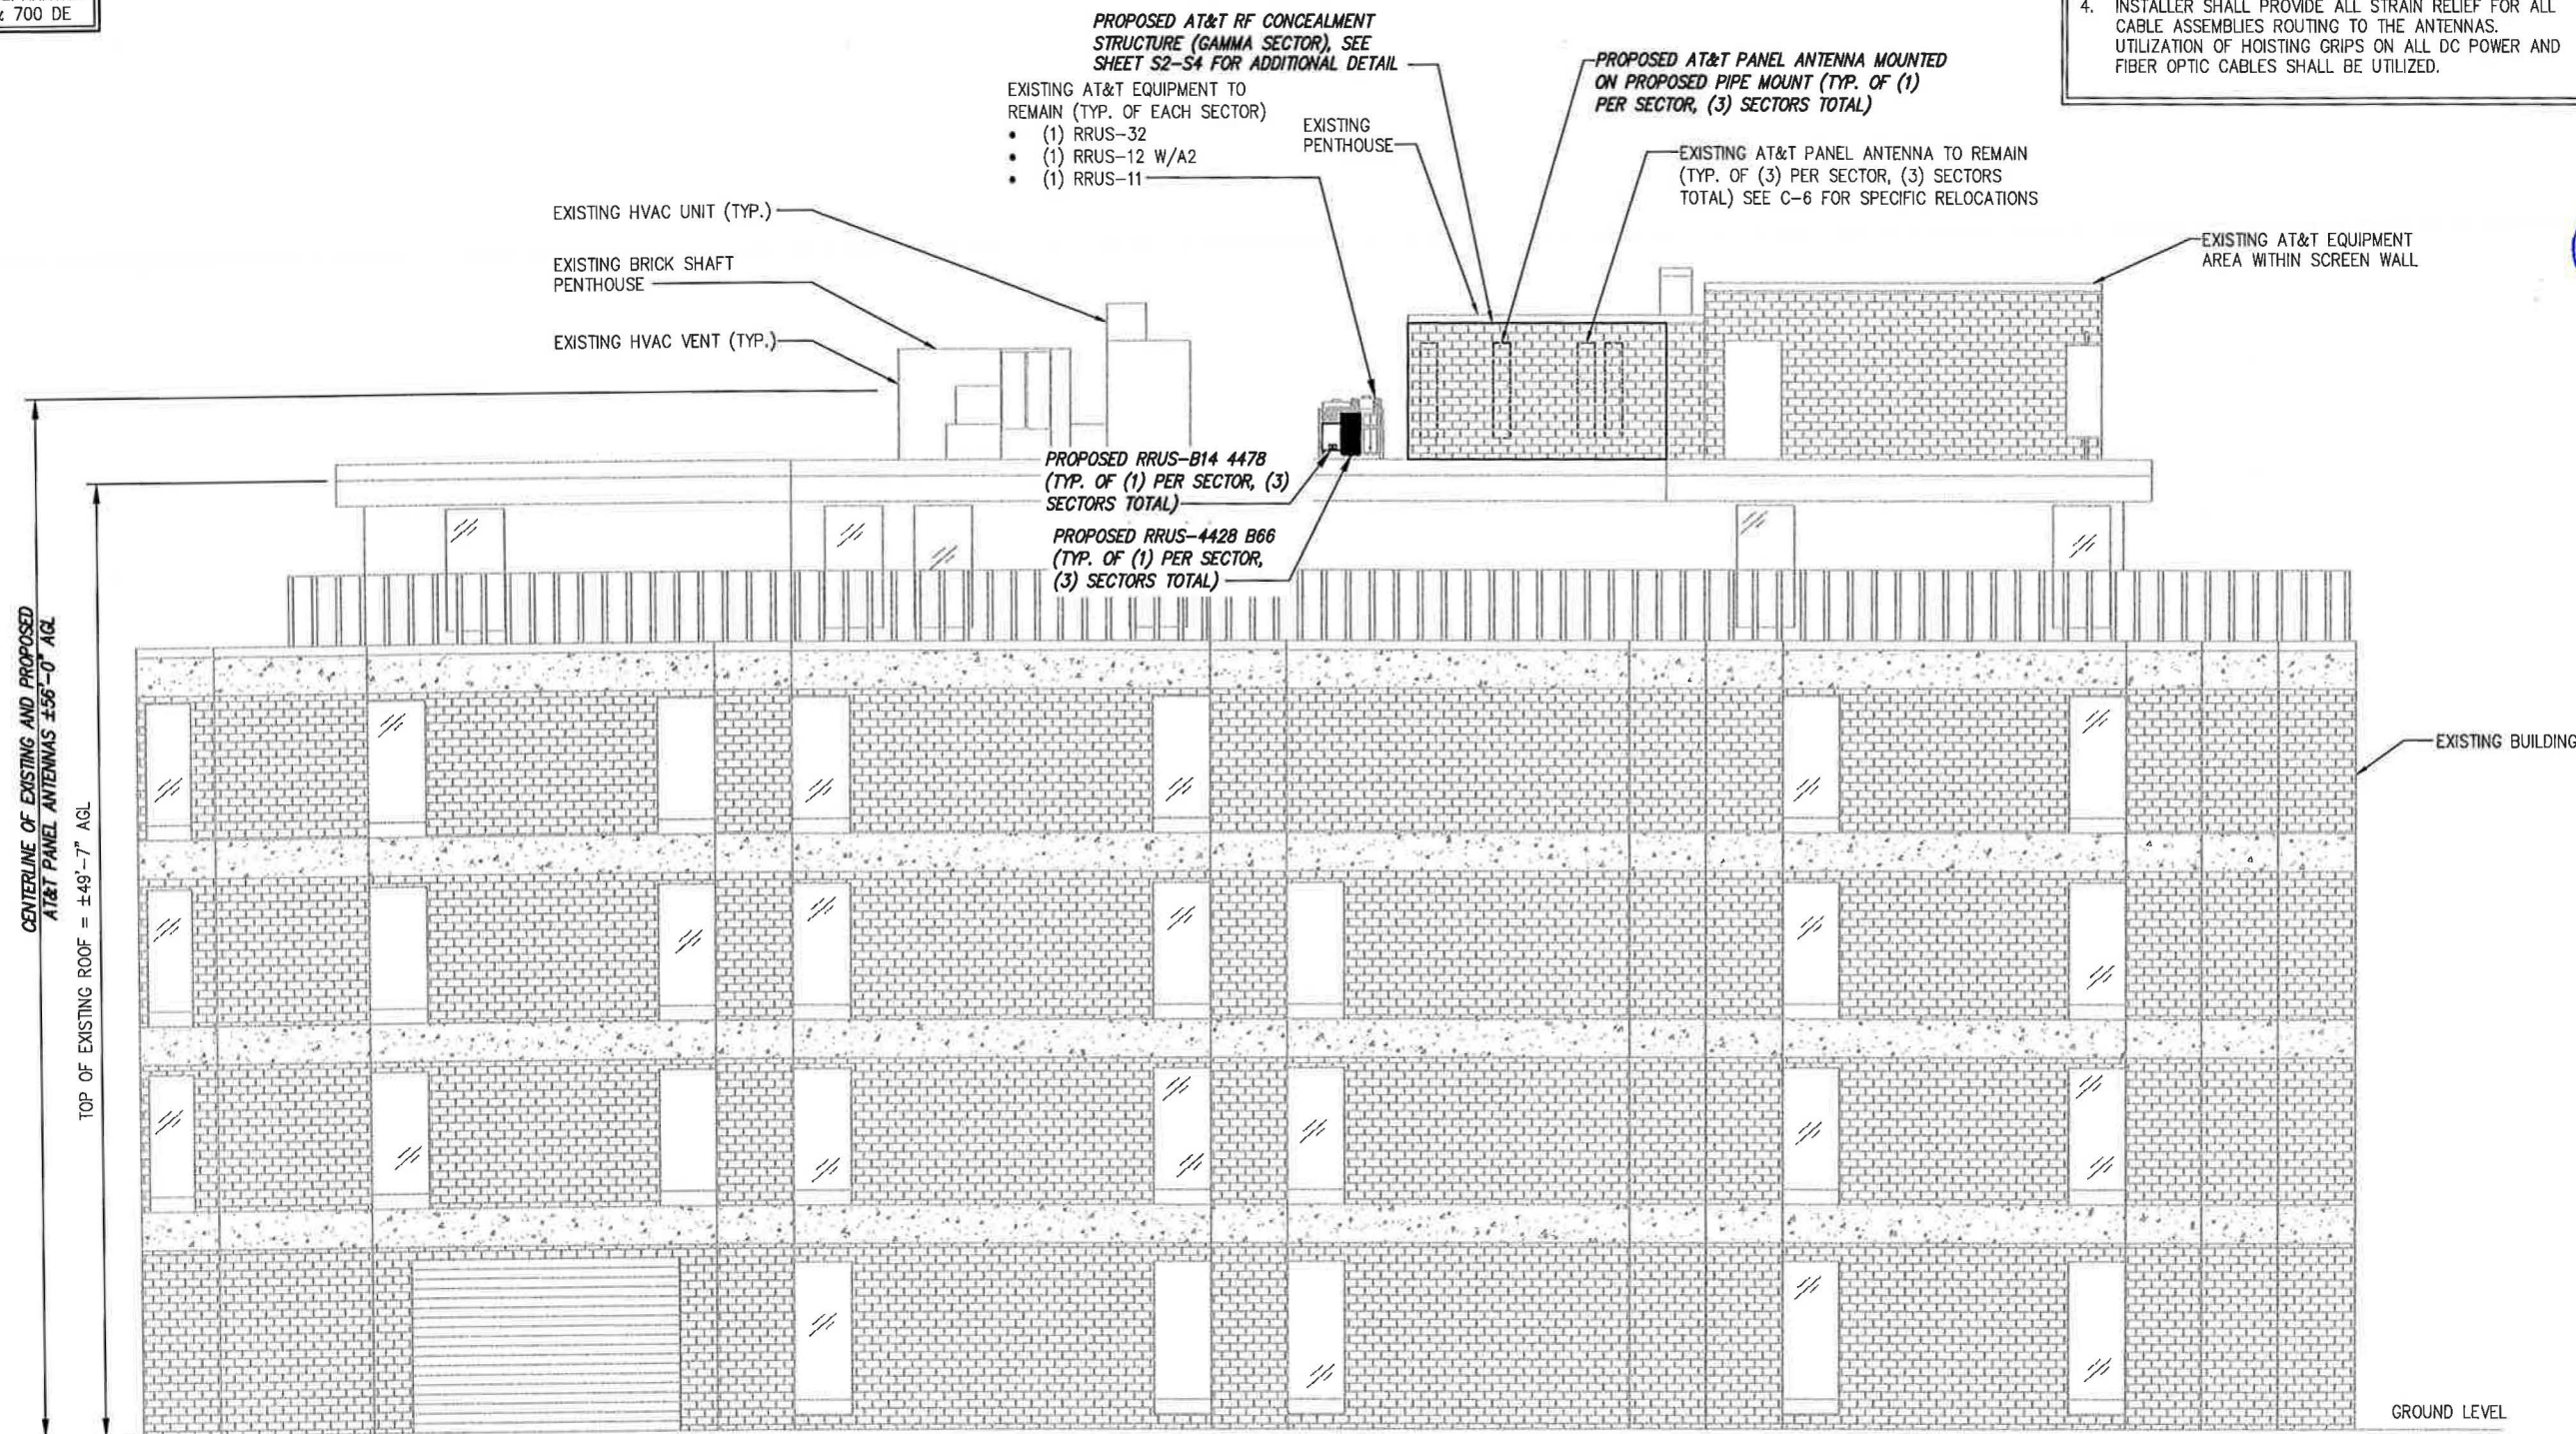 & 700 DE
4. INSTALLER SHALL PROVIDE ALL STRAIN RELIEF FOR ALL
CABLE ASSEMBLIES ROUTING TO THE ANTENNAS.
UTILIZATION OF HOISTING GRIPS ON ALL DC POWER AND
FIBER OPTIC CABLES SHALL BE UTILIZED.
PROPOSED AT&T RF CONCEALMENT
STRUCTURE (GAMMA SECTOR), SEE
SHEET S2-S4 FOR ADDITIONAL DETAIL
PROPOSED AT&T PANEL ANTENNA MOUNTED
ON PROPOSED PIPE MOUNT (TYP. OF (1)
PER SECTOR, (3) SECTORS TOTAL)
EXISTING AT&T EQUIPMENT TO
REMAIN (TYP. OF EACH SECTOR)
• (1) RRUS-32
• (1) RRUS-12 W/A2
• (1) RRUS-11
EXISTING
PENTHOUSE
EXISTING AT&T PANEL ANTENNA TO REMAIN
(TYP. OF (3) PER SECTOR, (3) SECTORS
TOTAL) SEE C-6 FOR SPECIFIC RELOCATIONS
EXISTING HVAC UNIT (TYP.)
EXISTING BRICK SHAFT
PENTHOUSE
EXISTING HVAC VENT (TYP.)
EXISTING AT&T EQUIPMENT
AREA WITHIN SCREEN WALL
PROPOSED RRUS-B14 4478
(TYP. OF (1) PER SECTOR, (3)
SECTORS TOTAL)
PROPOSED RRUS-4428 B66
(TYP. OF (1) PER SECTOR,
(3) SECTORS TOTAL)
CENTERLINE OF EXISTING AND PROPOSED
AT&T PANEL ANTENNAS ±56'-0" AGL
TOP OF EXISTING ROOF = ±49'-7" AGL
EXISTING BUILDING
GROUND LEVEL